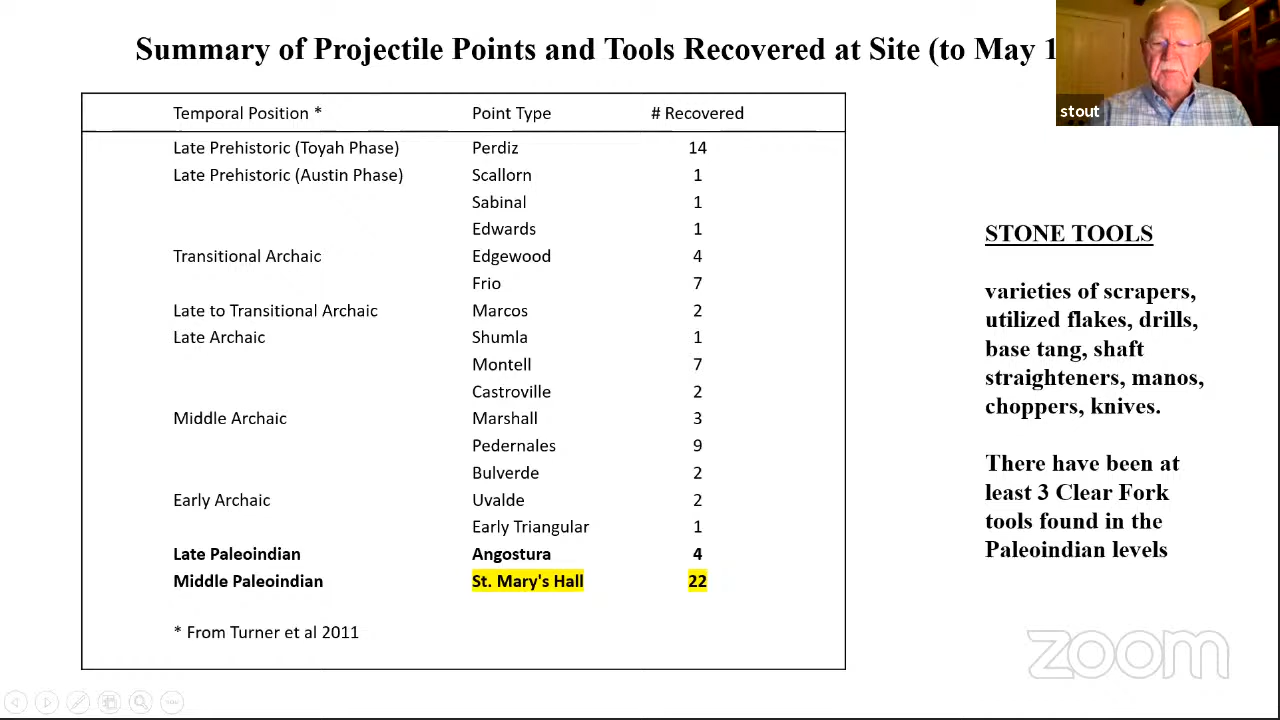 Summary of Projectile Points and Tools Recovered at Site (to May 1
stout
Temporal Position * Point Type # Recovered
Late Prehistoric (Toyah Phase) Perdiz 14
Late Prehistoric (Austin Phase) Scallorn 1
Sabinal 1
Edwards 1
Transitional Archaic Edgewood 4
Frio 7
Late to Transitional Archaic Marcos 2
Late Archaic Shumla 1
Montell 7
Castroville 2
Middle Archaic Marshall 3
Pedernales 9
Bulverde 2
Early Archaic Uvalde 2
Early Triangular 1
Late Paleoindian Angostura 4
Middle Paleoindian St. Mary's Hall 22
* From Turner et al 2011
STONE TOOLS
varieties of scrapers,
utilized flakes, drills,
base tang, shaft
straighteners, manos,
choppers, knives.
There have been at
least 3 Clear Fork
tools found in the
Paleoindian levels
zoom